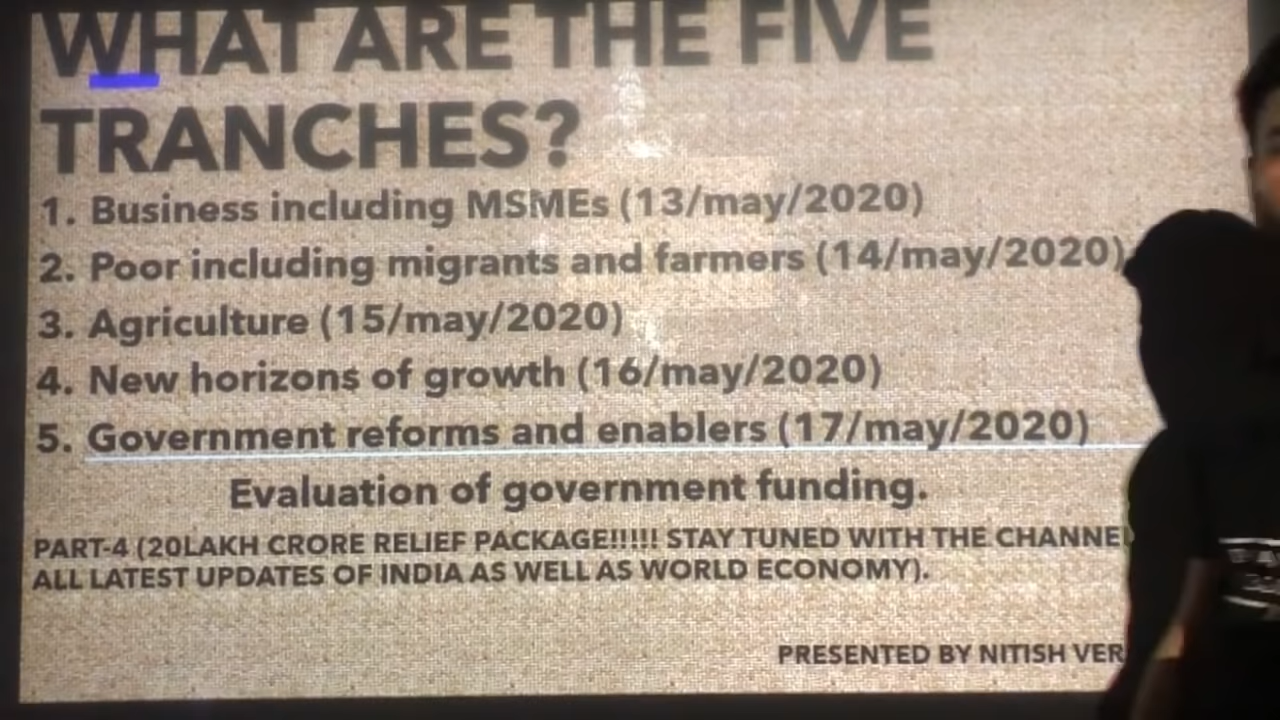 WHAT ARE THE FIVE
TRANCHES?
1. Business including MSMEs (13/may/2020)
2. Poor including migrants and farmers (14/may/2020)
3. Agriculture (15/may/2020)
4. New horizons of growth (16/may/2020)
5. Government reforms and enablers (17/may/2020)
Evaluation of government funding.
PART-4 (20LAKH CRORE RELIEF PACKAGE!!!!! STAY TUNED WITH THE
ALL LATEST UPDATES OF INDIA AS WELL AS WORLD ECONOMY).
PRESENTED BY NITISH